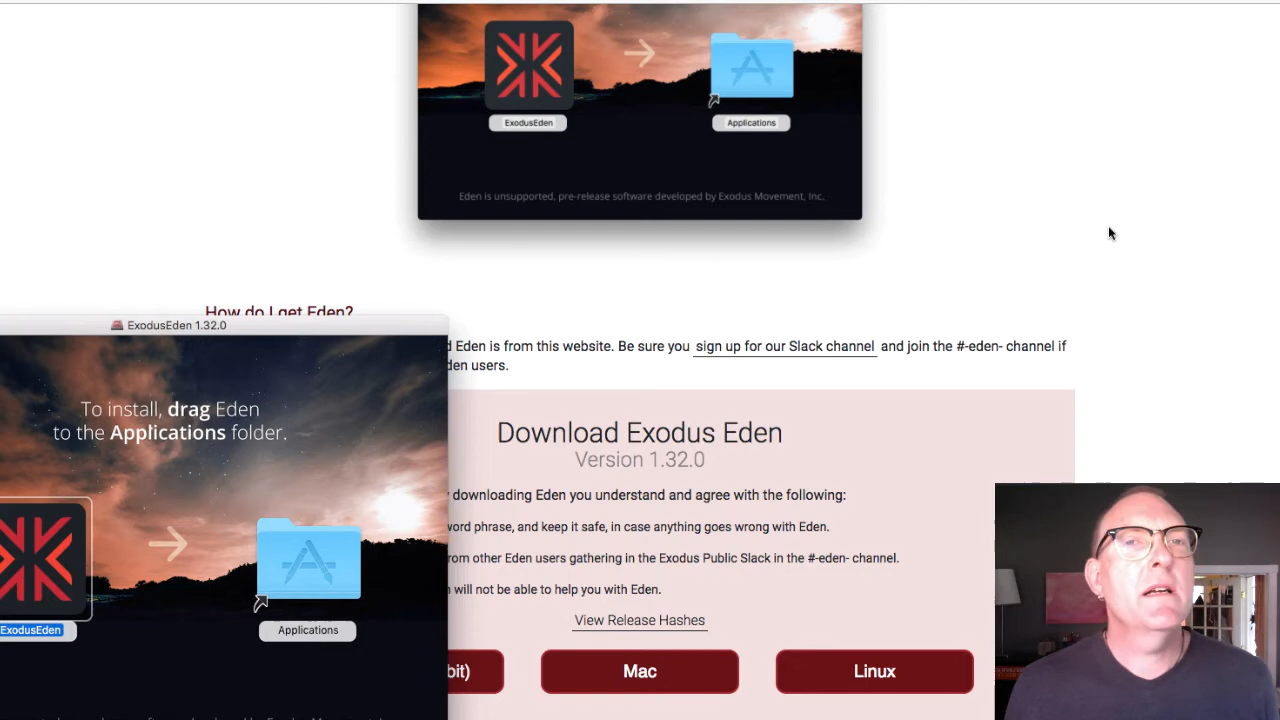 ExodusEden
Applications
Eden is unsupported, pre-release software developed by Exodus Movement, Inc.
How do I get Eden?
ExodusEden 1.32.0
d Eden is from this website. Be sure you sign up for our Slack channel and join the #-eden- channel if
den users.
To install, drag Eden
to the Applications folder.
Download Exodus Eden
Version 1.32.0
y downloading Eden you understand and agree with the following:
word phrase, and keep it safe, in case anything goes wrong with Eden.
from other Eden users gathering in the Exodus Public Slack in the #-eden- channel.
n will not be able to help you with Eden.
View Release Hashes
ExodusEden
Applications
bit)
Mac
Linux